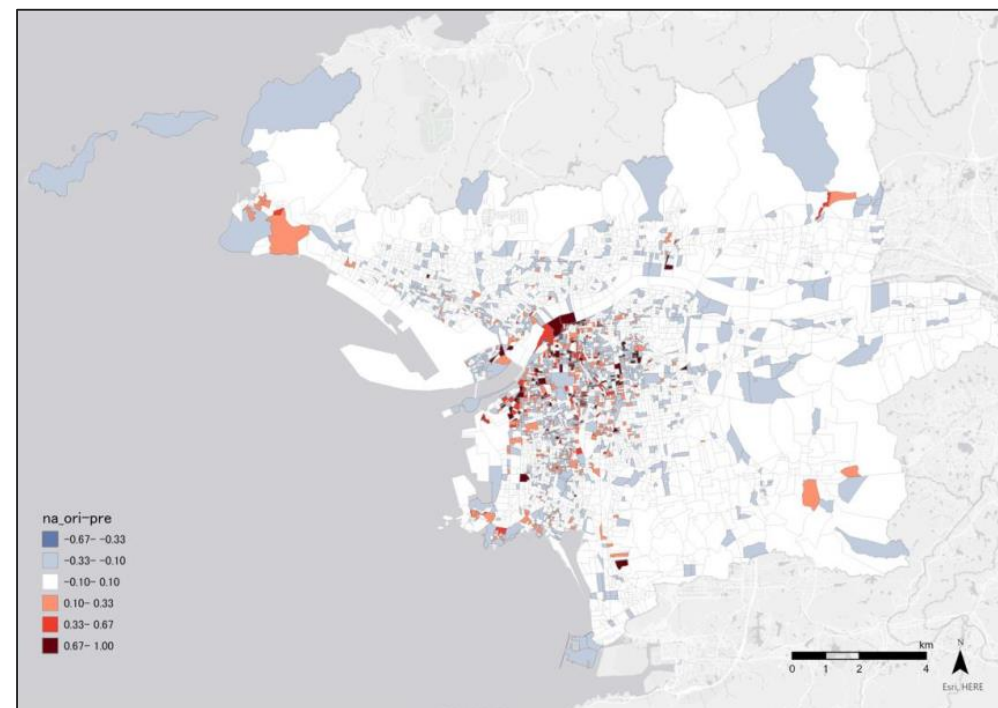 na_ori-pre
-0.67- -0.33
-0.33- -0.10
-0.10- 0.10
0.10- 0.33
0.33- 0.67
0.67- 1.00
km
0 1 2 4
N
Esri, HERE